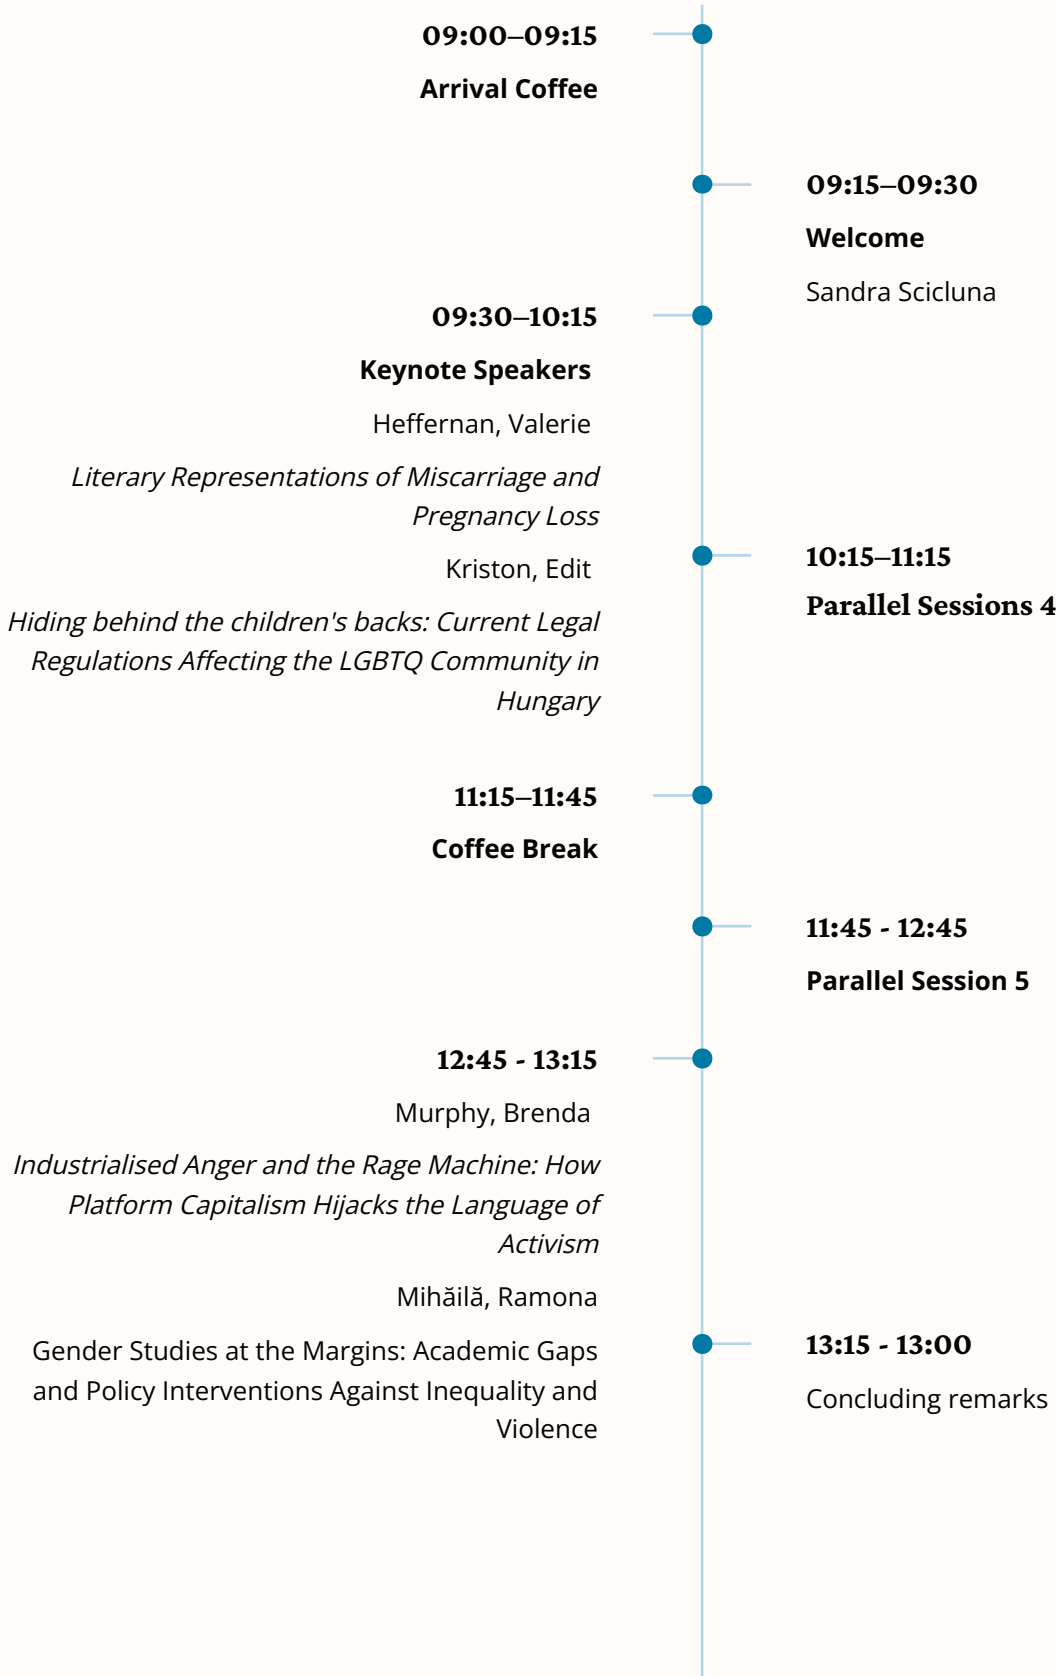 09:00–09:15
Arrival Coffee
09:15–09:30
Welcome
Sandra Scicluna
09:30–10:15
Keynote Speakers
Heffernan, Valerie
Literary Representations of Miscarriage and
Pregnancy Loss
Kriston, Edit
Hiding behind the children's backs: Current Legal
Regulations Affecting the LGBTQ Community in
Hungary
10:15–11:15
Parallel Sessions 4
11:15–11:45
Coffee Break
11:45 - 12:45
Parallel Session 5
12:45 - 13:15
Murphy, Brenda
Industrialised Anger and the Rage Machine: How
Platform Capitalism Hijacks the Language of
Activism
Mihăilă, Ramona
Gender Studies at the Margins: Academic Gaps
and Policy Interventions Against Inequality and
Violence
13:15 - 13:00
Concluding remarks